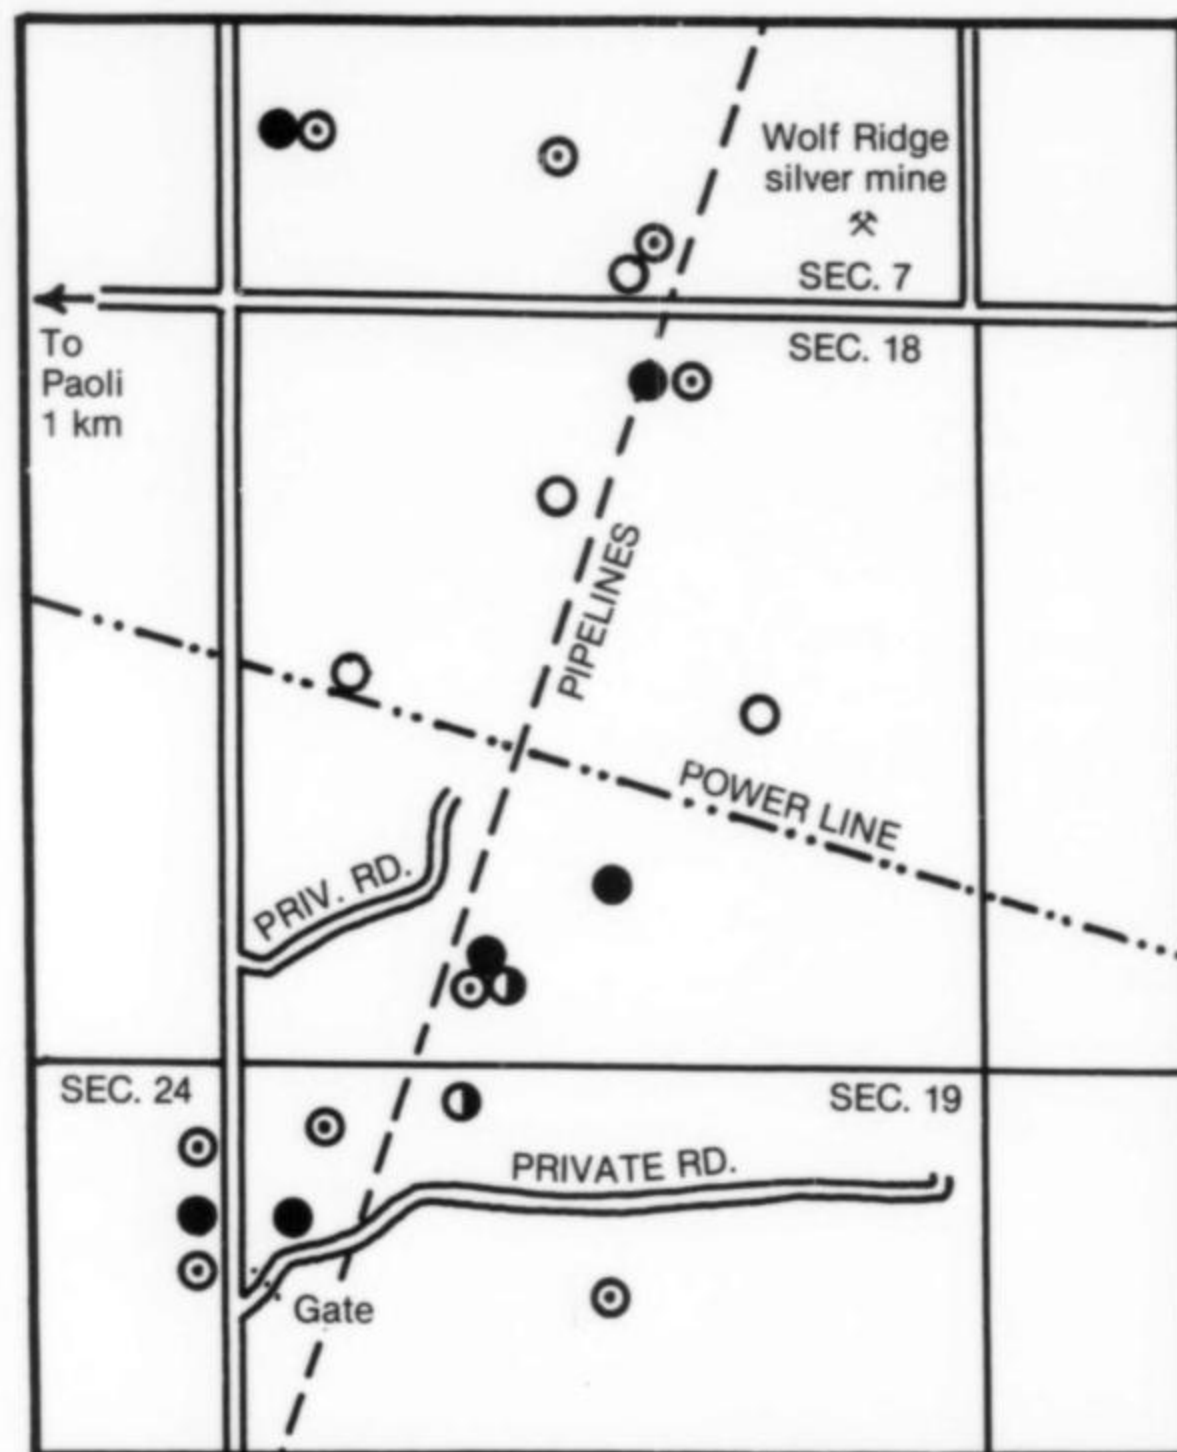 Wolf Ridge
silver mine
SEC. 7
To
Paoli
1 km
SEC. 18
PIPELINES
POWER LINE
PRIV. RD.
SEC. 24
SEC. 19
PRIVATE RD.
Gate